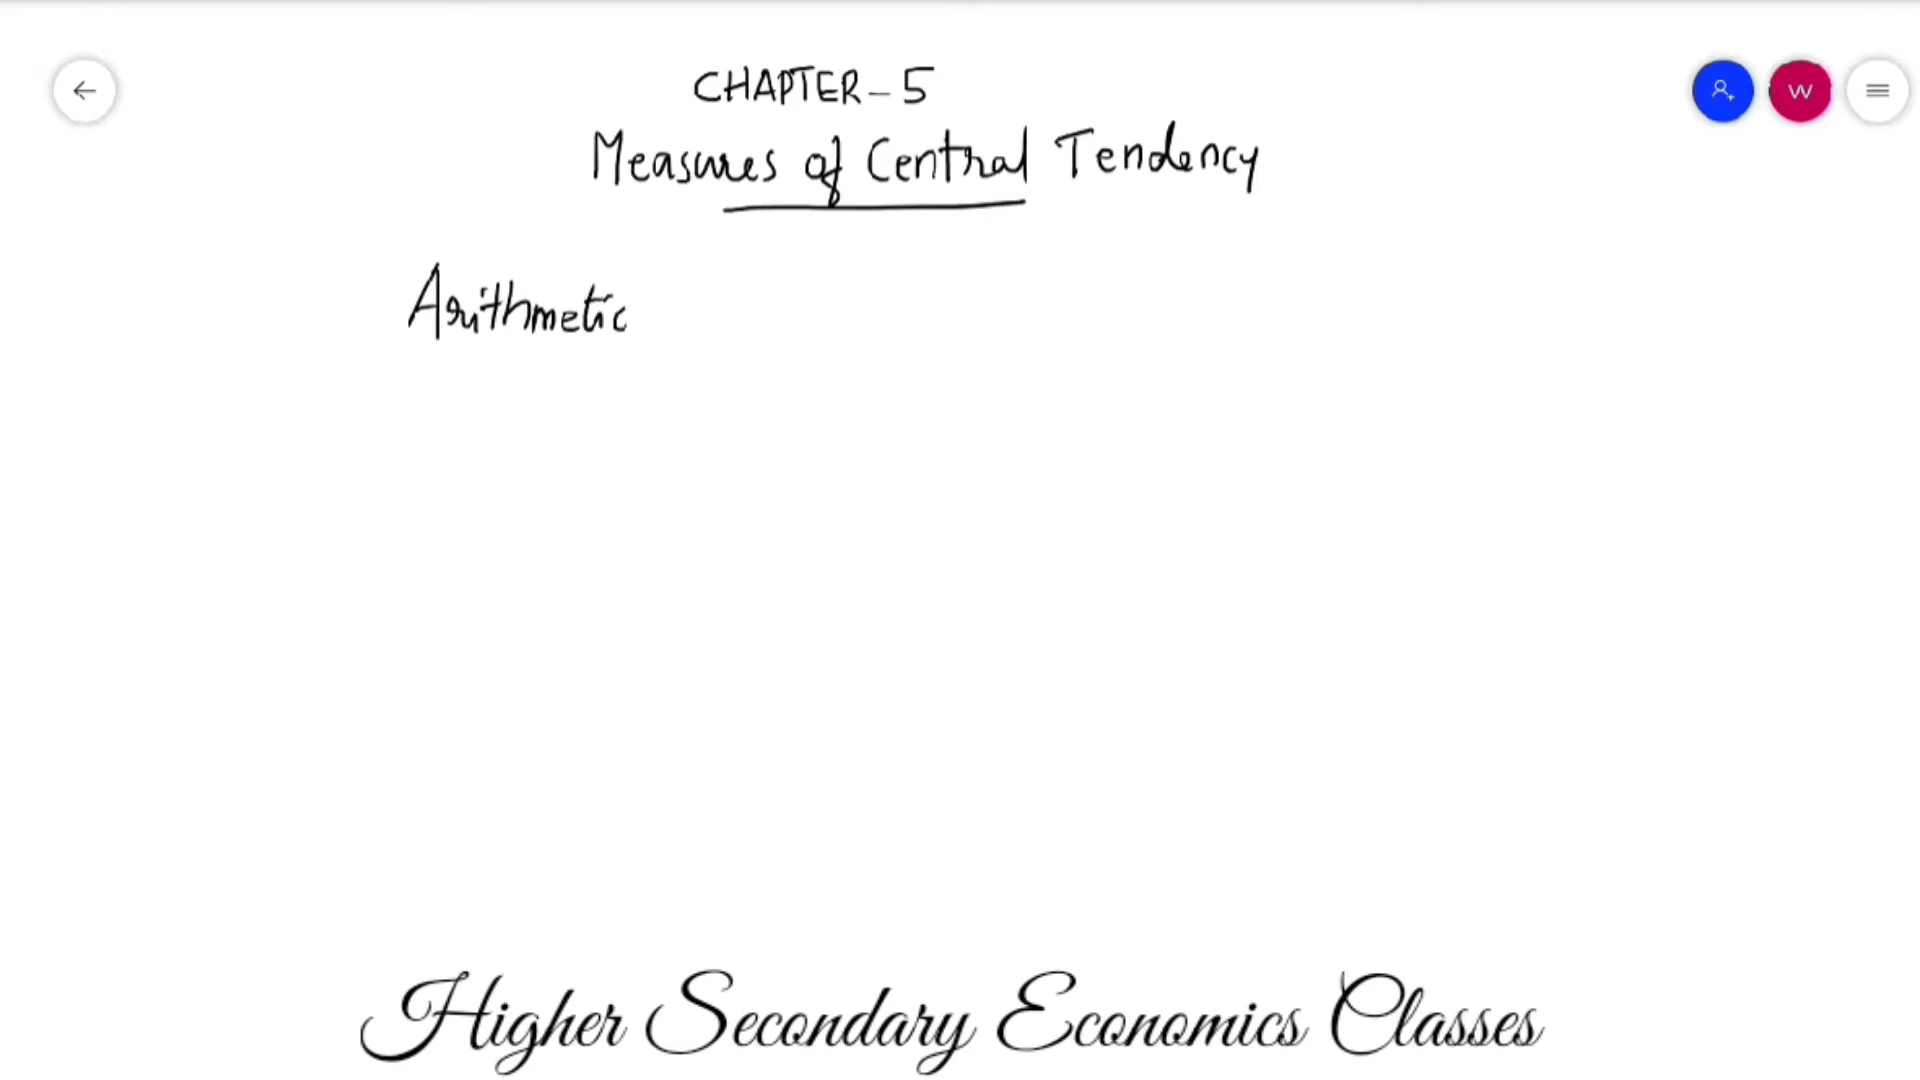 CHAPTER - 5
W
Measures of Central Tendency
Arithmetic
Higher Secondary Economics Classes